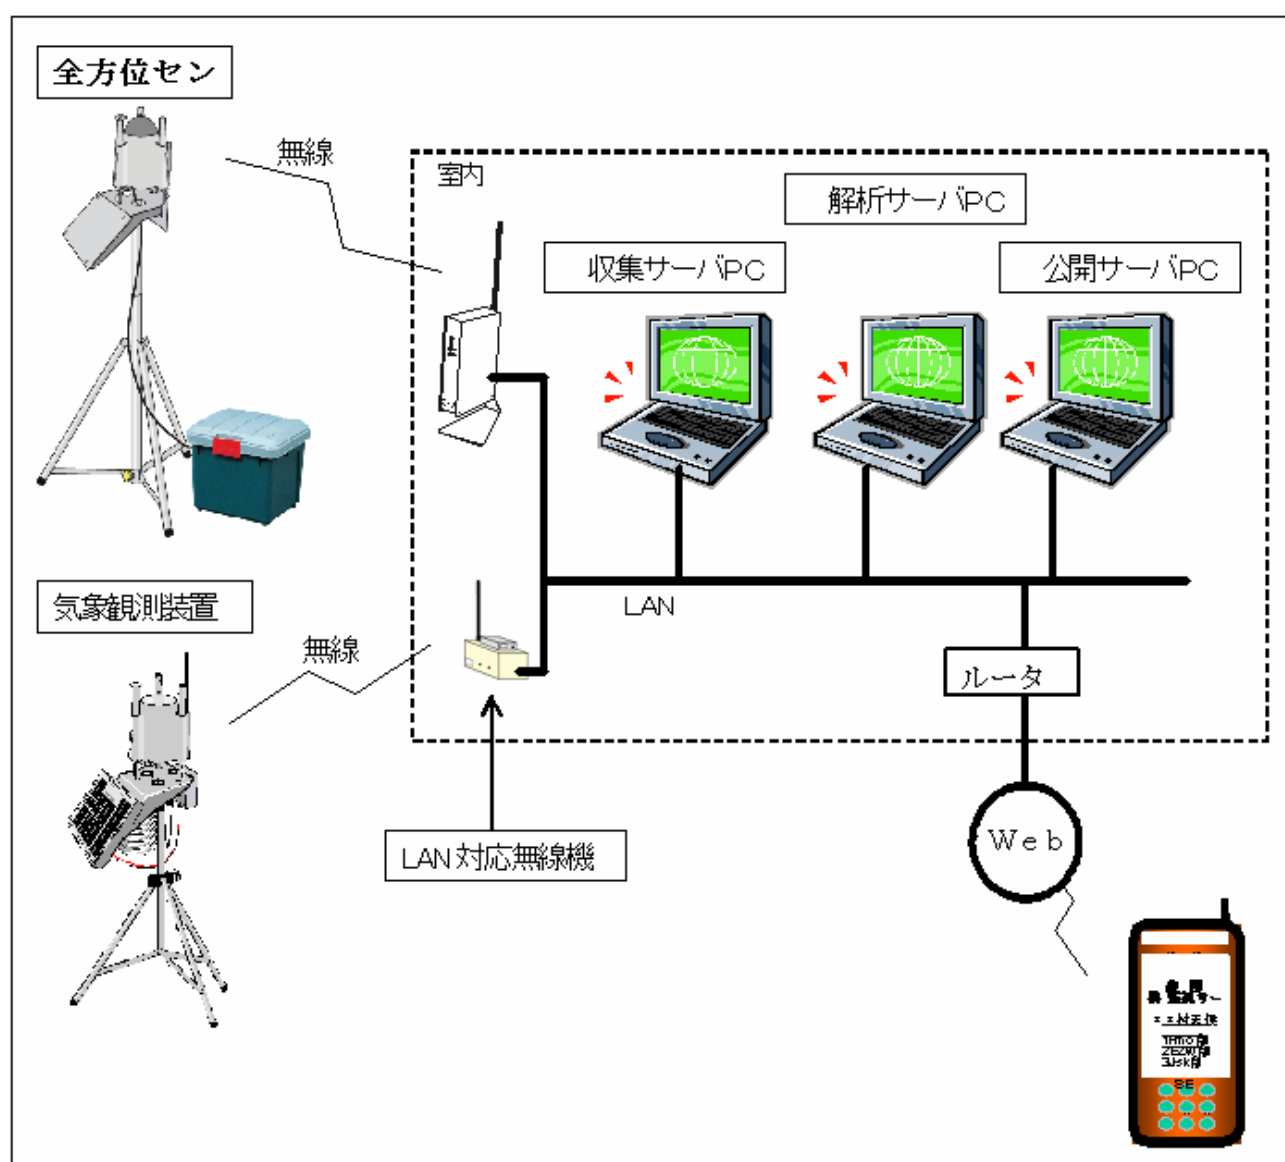 全方位セン
無線
室内
解析サーバPC
収集サーバPC
公開サーバPC
気象観測装置
LAN
無線
ルータ
LAN対応無線機
Web